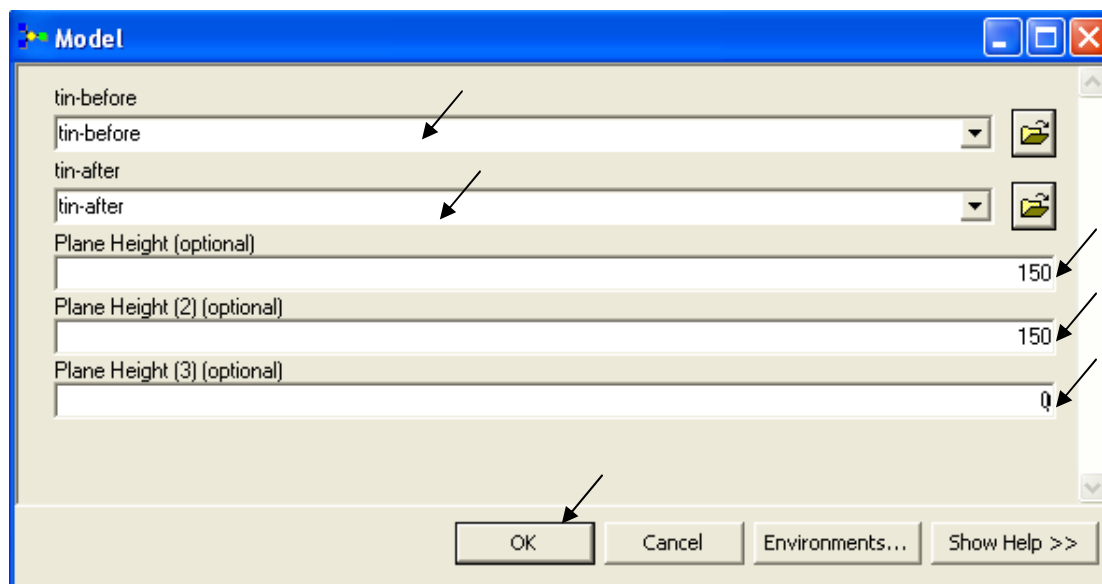 Model
tin-before
tin-before
tin-after
tin-after
Plane Height (optional)
150
Plane Height (2) (optional)
150
Plane Height (3) (optional)
0
OK Cancel Environments... Show Help >>